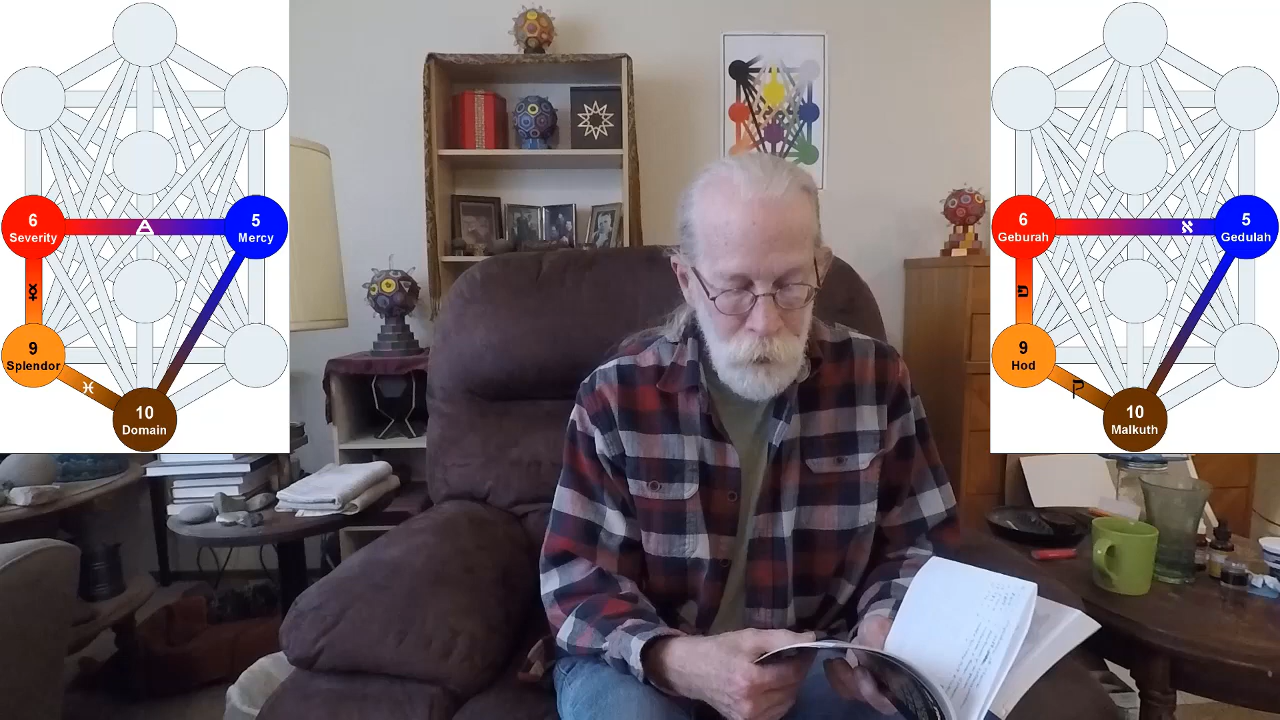 6
Severity
5
Mercy
☿
9
Splendor
♓
10
Domain
6
Geburah
א
5
Gedulah
ש
9
Hod
ק
10
Malkuth